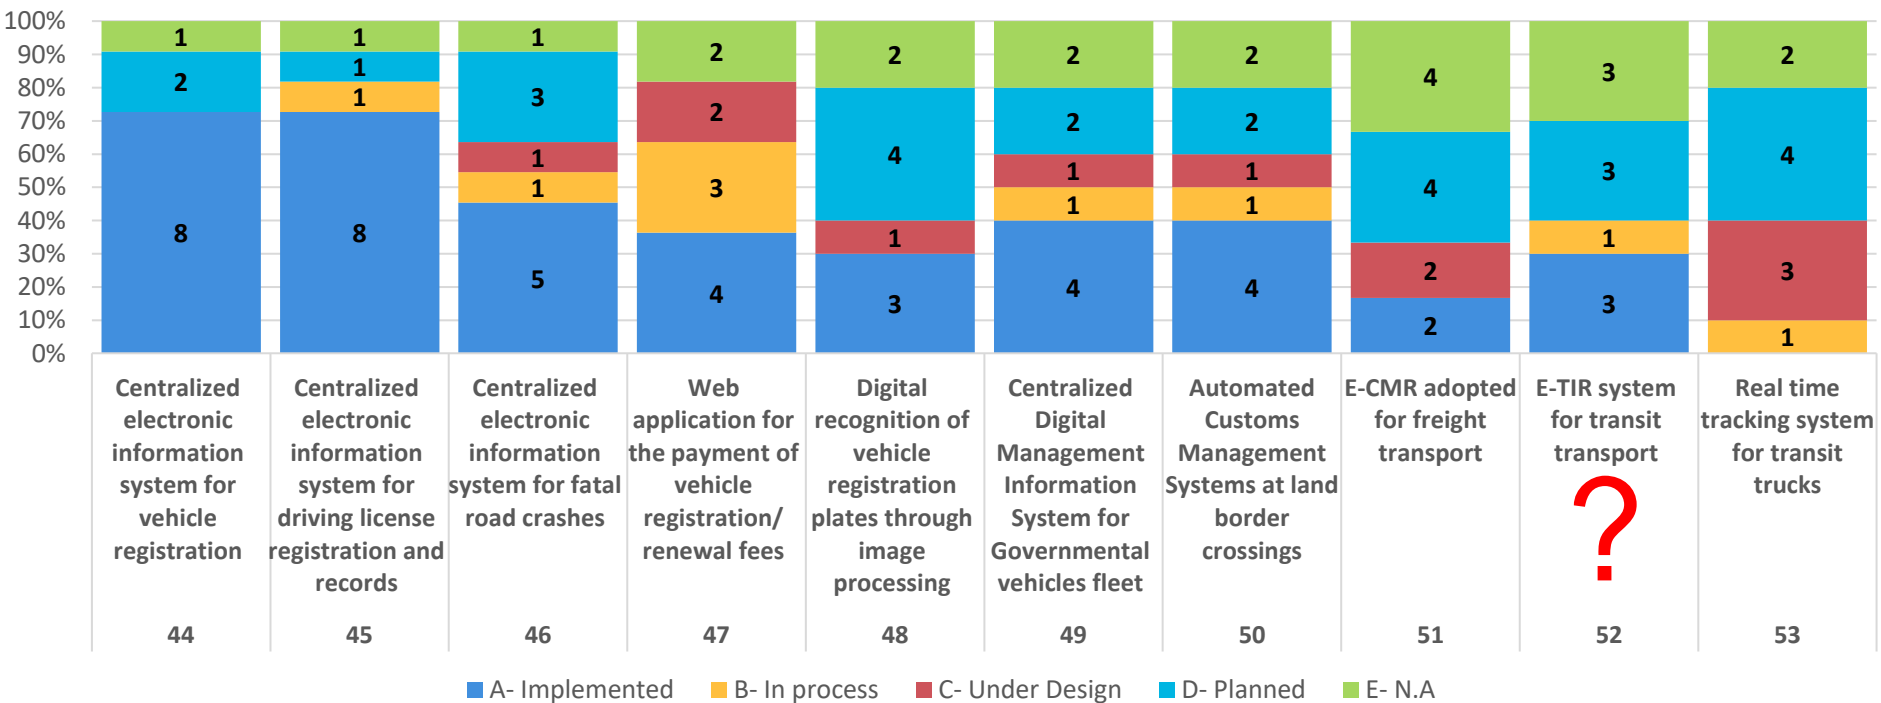 100%
90%
80%
70%
60%
50%
40%
30%
20%
10%
0%
1
2
8
1
1
1
8
1
3
1
1
5
2
2
3
4
2
4
1
3
2
2
1
1
4
2
2
1
1
4
4
4
2
2
3
3
1
3
2
4
3
1
Centralized
electronic
information
system for
vehicle
registration
44
Centralized
electronic
information
system for
driving license
registration and
records
45
Centralized
electronic
information
system for fatal
road crashes
46
Web
application for
the payment of
vehicle
registration/
renewal fees
47
Digital
recognition of
vehicle
registration
plates through
image
processing
48
Centralized
Digital
Management
Information
System for
Governmental
vehicles fleet
49
Automated
Customs
Management
Systems at land
border
crossings
50
E-CMR adopted
for freight
transport
51
E-TIR system
for transit
transport
?
52
Real time
tracking system
for transit
trucks
53
A- Implemented
B- In process
C- Under Design
D- Planned
E- N.A